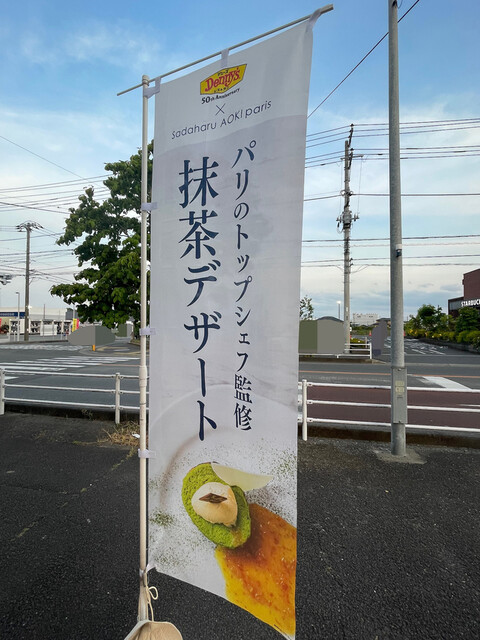 Denny's
50th Anniversary
×
Sadaharu AOKI paris
パリのトップシェフ監修
抹茶デザート
STARBUCKS